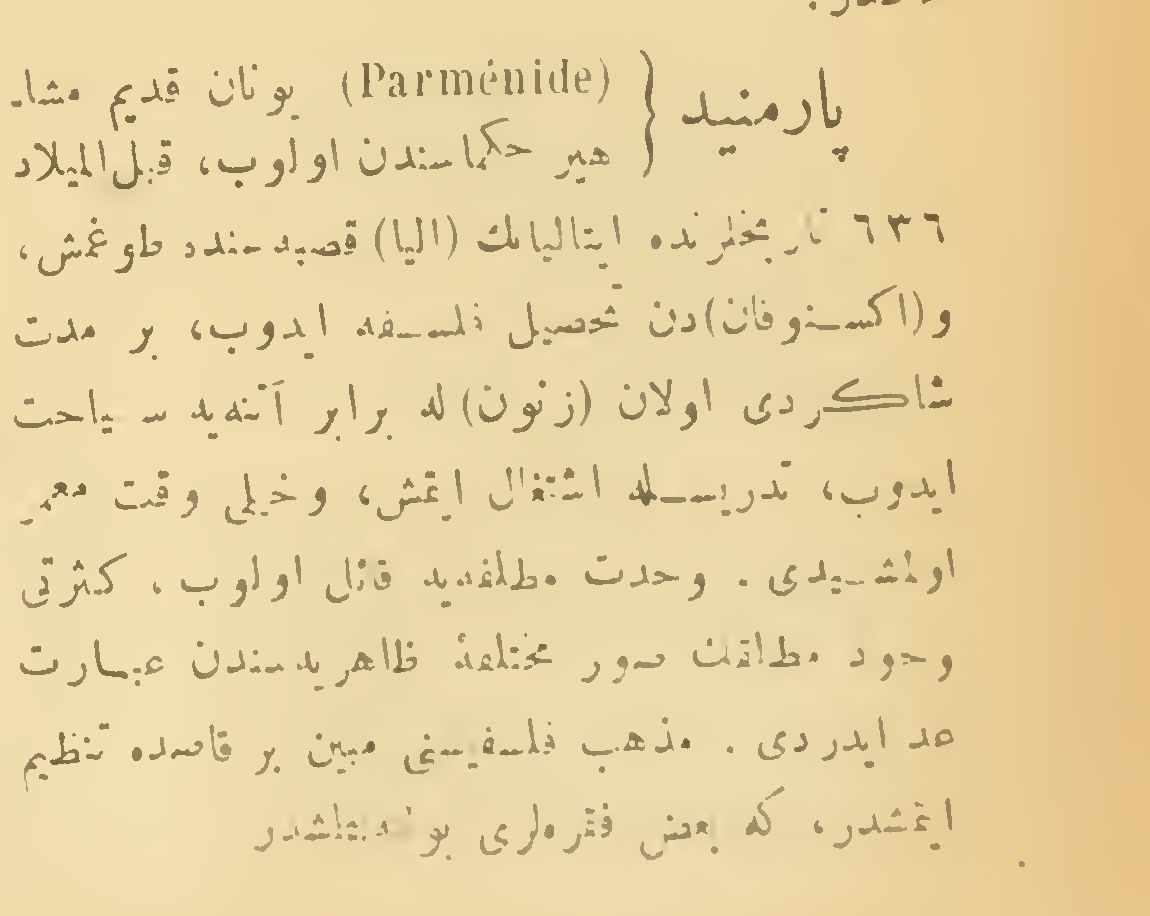 پارمنید } (Parménide) یونان قدیم مشا-
هیر حکماسندن اولوب، قبل‌المیلاد
٦٣٦ تاریخلرنده ایتالیانك (الیا) قصبه‌سنده طوغمش،
و(اکسنوفان)دن تحصیل فلسفه ایدوب، بر مدت
شاکردی اولان (زنون)له برابر آتنه‌یه سیاحت
ایدوب، تدریسله اشتغال ایتمش، وخیلی وقت معمر
اولمشیدی. وحدت مطلقه‌یه قائل اولوب، کثرتی
وجود مطلقك صور مختلفهٔ ظاهریه‌سندن عبارت
عد ایدردی. مذهب فلسفیسنی مبین بر قاصده تنظیم
ایتمشدر، که بعض فقره‌لری